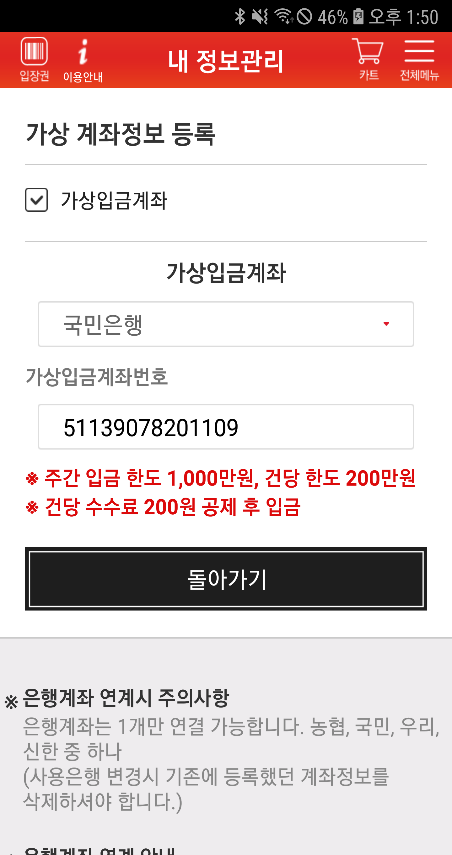 46% 오후 1:50
입장권 이용안내 내 정보관리 카트 전체메뉴
가상 계좌정보 등록
가상입금계좌
가상입금계좌
국민은행
가상입금계좌번호
51139078201109
※ 주간 입금 한도 1,000만원, 건당 한도 200만원
※ 건당 수수료 200원 공제 후 입금
돌아가기
※ 은행계좌 연계시 주의사항
은행계좌는 1개만 연결 가능합니다. 농협, 국민, 우리,
신한 중 하나
(사용은행 변경시 기존에 등록했던 계좌정보를
삭제하셔야 합니다.)
은행계좌 연계 안내